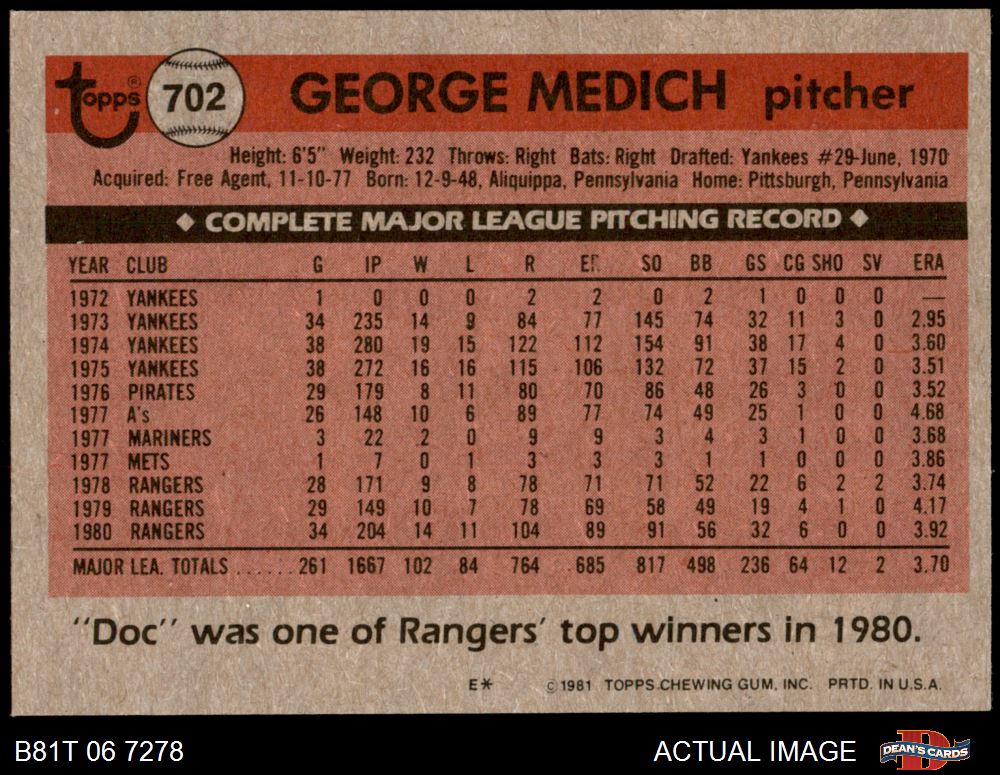 topps ® 702 GEORGE MEDICH pitcher
Height: 6'5" Weight: 232 Throws: Right Bats: Right Drafted: Yankees #29-June, 1970
Acquired: Free Agent, 11-10-77 Born: 12-9-48, Aliquippa, Pennsylvania Home: Pittsburgh, Pennsylvania
◆ COMPLETE MAJOR LEAGUE PITCHING RECORD ◆
YEAR CLUB G IP W L R ER SO BB GS CG SHO SV ERA
1972 YANKEES 1 0 0 0 2 2 0 2 1 0 0 0 —
1973 YANKEES 34 235 14 9 84 77 145 74 32 11 3 0 2.95
1974 YANKEES 38 280 19 15 122 112 154 91 38 17 4 0 3.60
1975 YANKEES 38 272 16 16 115 106 132 72 37 15 2 0 3.51
1976 PIRATES 29 179 8 11 80 70 86 48 26 3 0 0 3.52
1977 A's 26 148 10 6 89 77 74 49 25 1 0 0 4.68
1977 MARINERS 3 22 2 0 9 9 3 4 3 1 0 0 3.68
1977 METS 1 7 0 1 3 3 3 1 1 0 0 0 3.86
1978 RANGERS 28 171 9 8 78 71 71 52 22 6 2 2 3.74
1979 RANGERS 29 149 10 7 78 69 58 49 19 4 1 0 4.17
1980 RANGERS 34 204 14 11 104 89 91 56 32 6 0 0 3.92
MAJOR LEA. TOTALS ...... 261 1667 102 84 764 685 817 498 236 64 12 2 3.70
"Doc" was one of Rangers' top winners in 1980.
E* © 1981 TOPPS CHEWING GUM, INC. PRTD. IN U.S.A.
B81T 06 7278 ACTUAL IMAGE DEAN'S CARDS